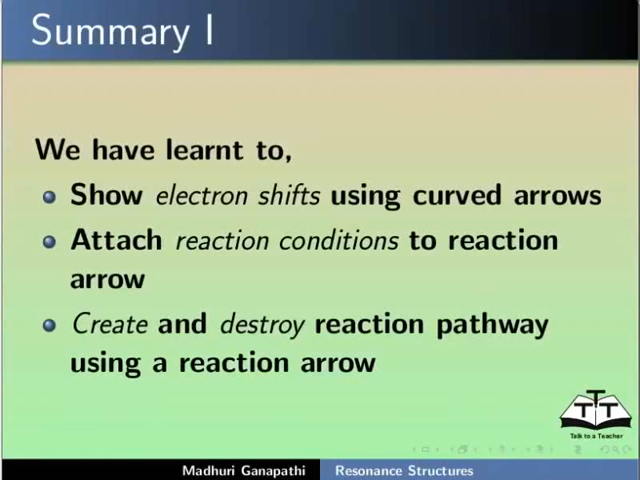 Summary I
We have learnt to,
Show electron shifts using curved arrows
Attach reaction conditions to reaction
arrow
Create and destroy reaction pathway
using a reaction arrow
TTT
Talk to a Teacher
Madhuri Ganapathi Resonance Structures